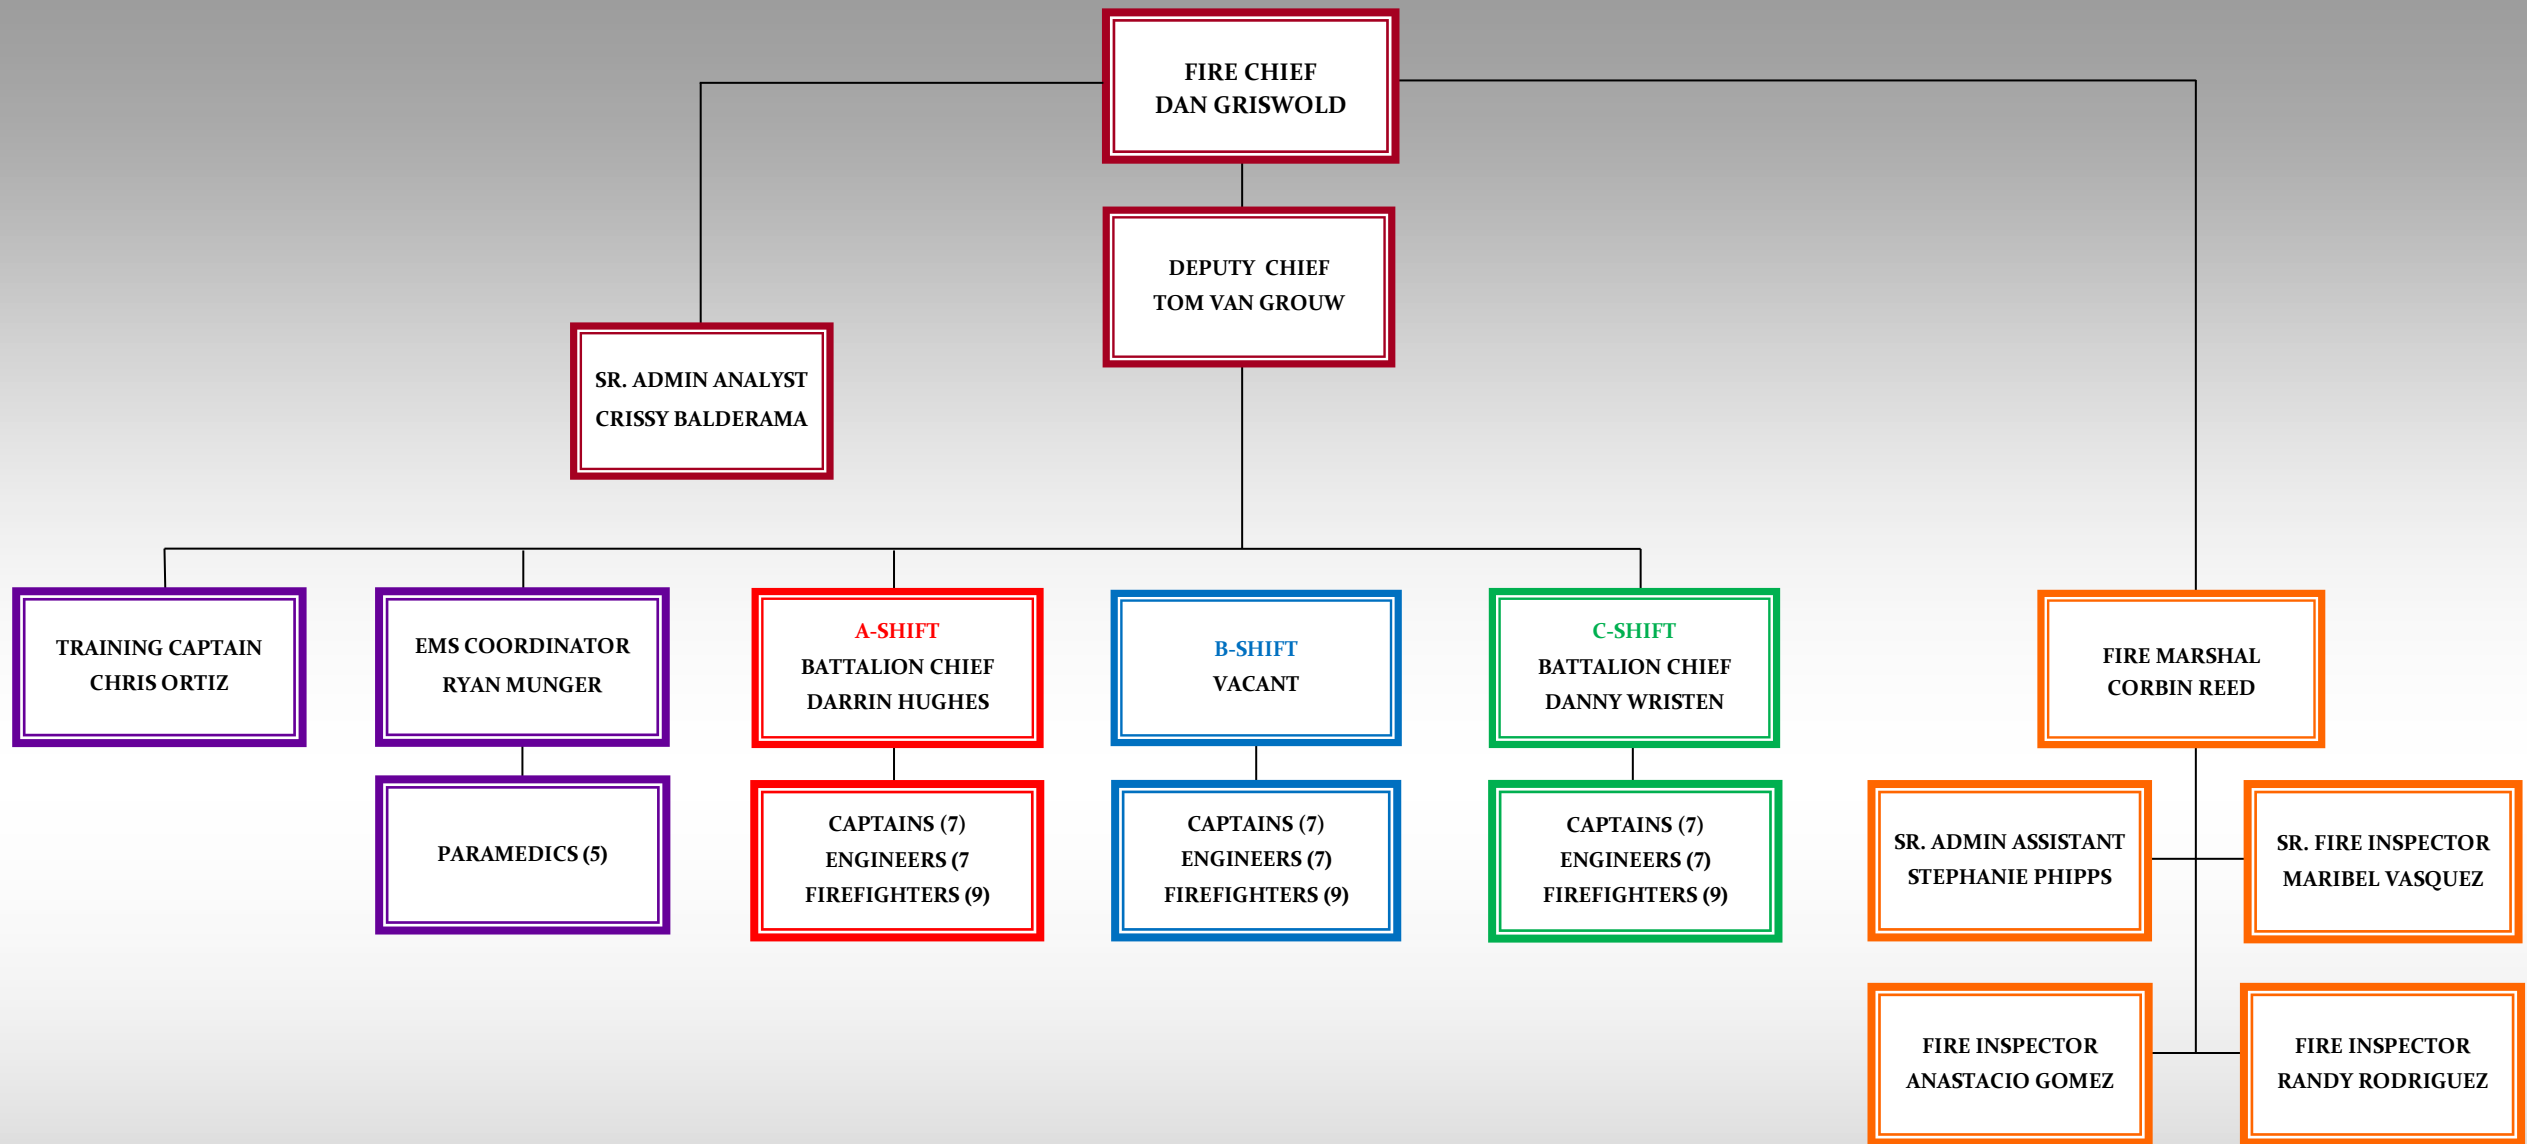 FIRE CHIEF
DAN GRISWOLD
DEPUTY CHIEF
TOM VAN GROUW
SR. ADMIN ANALYST
CRISSY BALDERAMA
TRAINING CAPTAIN
CHRIS ORTIZ
EMS COORDINATOR
RYAN MUNGER
PARAMEDICS (5)
A-SHIFT
BATTALION CHIEF
DARRIN HUGHES
CAPTAINS (7)
ENGINEERS (7
FIREFIGHTERS (9)
B-SHIFT
VACANT
CAPTAINS (7)
ENGINEERS (7)
FIREFIGHTERS (9)
C-SHIFT
BATTALION CHIEF
DANNY WRISTEN
CAPTAINS (7)
ENGINEERS (7)
FIREFIGHTERS (9)
FIRE MARSHAL
CORBIN REED
SR. ADMIN ASSISTANT
STEPHANIE PHIPPS
SR. FIRE INSPECTOR
MARIBEL VASQUEZ
FIRE INSPECTOR
ANASTACIO GOMEZ
FIRE INSPECTOR
RANDY RODRIGUEZ